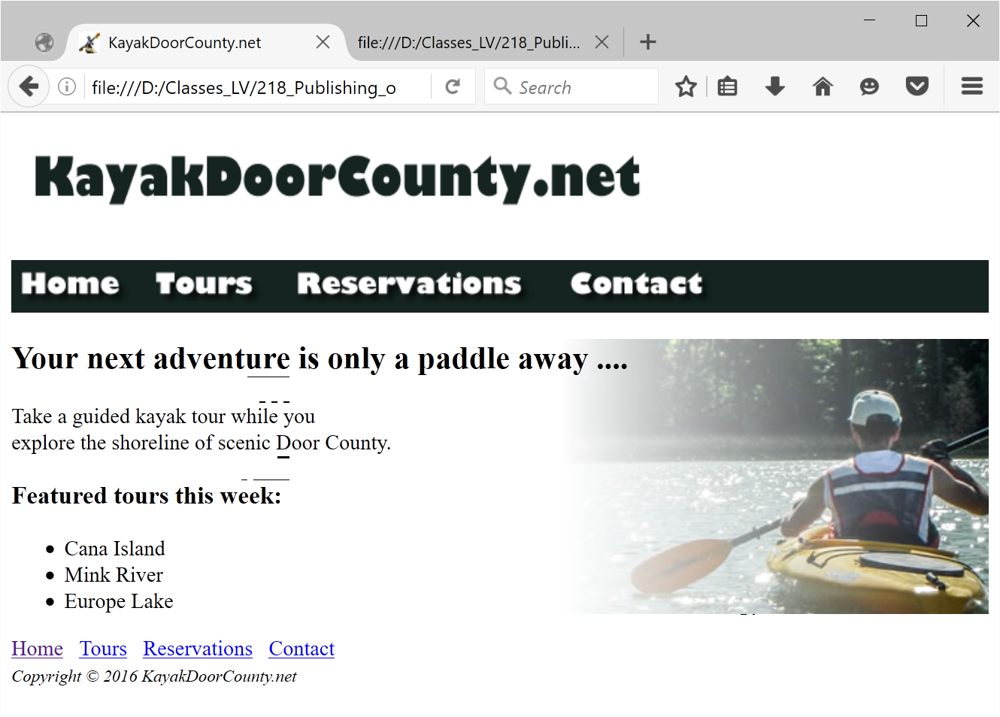 KayakDoorCounty.net
file:///D:/Classes_LV/218_Publi...
file:///D:/Classes_LV/218_Publishing_o
Search
KayakDoorCounty.net
Home Tours Reservations Contact
Your next adventure is only a paddle away ....
Take a guided kayak tour while you
explore the shoreline of scenic Door County.
Featured tours this week:
Cana Island
Mink River
Europe Lake
Home Tours Reservations Contact
Copyright © 2016 KayakDoorCounty.net